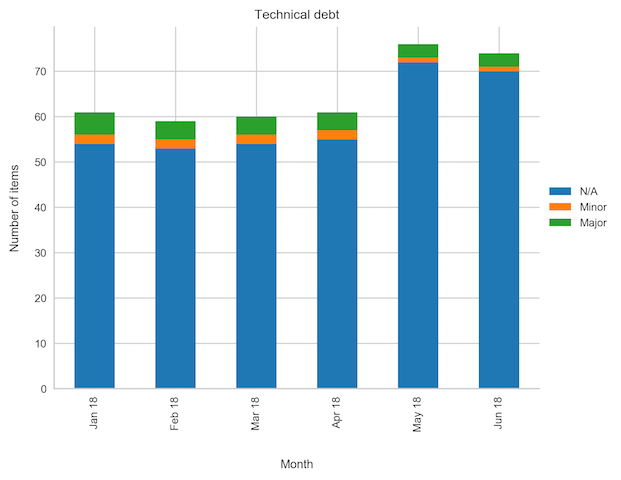 Technical debt
Number of items
70
60
50
40
30
20
10
0
Jan 18
Feb 18
Mar 18
Apr 18
May 18
Jun 18
Month
N/A
Minor
Major